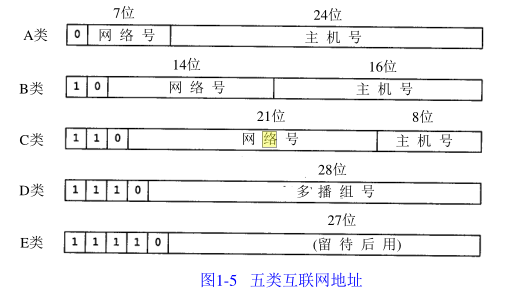 7位 24位
A类 0 网 络 号 主 机 号
14位 16位
B类 1 0 网 络 号 主 机 号
21位 8位
C类 1 1 0 网 络 号 主 机 号
28位
D类 1 1 1 0 多 播 组 号
27位
E类 1 1 1 1 0 (留 待 后 用)
图1-5 五类互联网地址